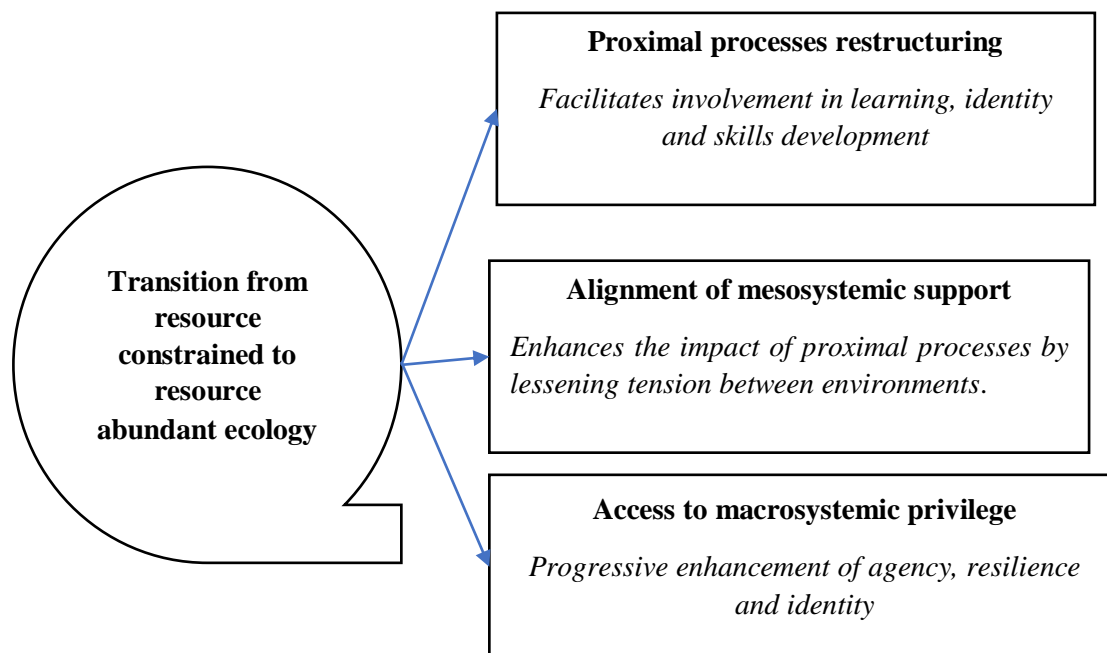 Transition from
resource
constrained to
resource
abundant ecology
Proximal processes restructuring
Facilitates involvement in learning, identity
and skills development
Alignment of mesosystemic support
Enhances the impact of proximal processes by
lessening tension between environments.
Access to macrosystemic privilege
Progressive enhancement of agency, resilience
and identity